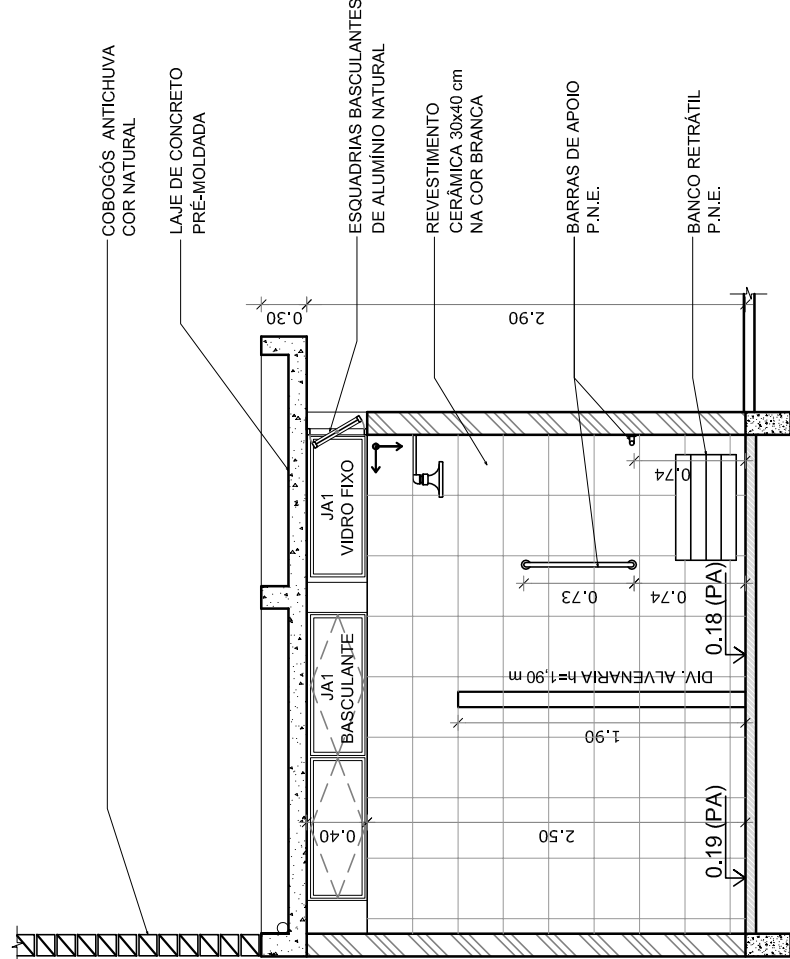 COBOGÓS ANTICHUVA
COR NATURAL
LAJE DE CONCRETO
PRÉ-MOLDADA
ESQUADRIAS BASCULANTES
DE ALUMÍNIO NATURAL
REVESTIMENTO
CERÂMICA 30x40 cm
NA COR BRANCA
BARRAS DE APOIO
P.N.E.
BANCO RETRÁTIL
P.N.E.
0.30
2.90
JA1
VIDRO FIXO
JA1
BASCULANTE
0.40
2.50
0.74
0.73
0.74
DIV. ALVENARIA h=1,90 m
1.90
0.18 (PA)
0.19 (PA)